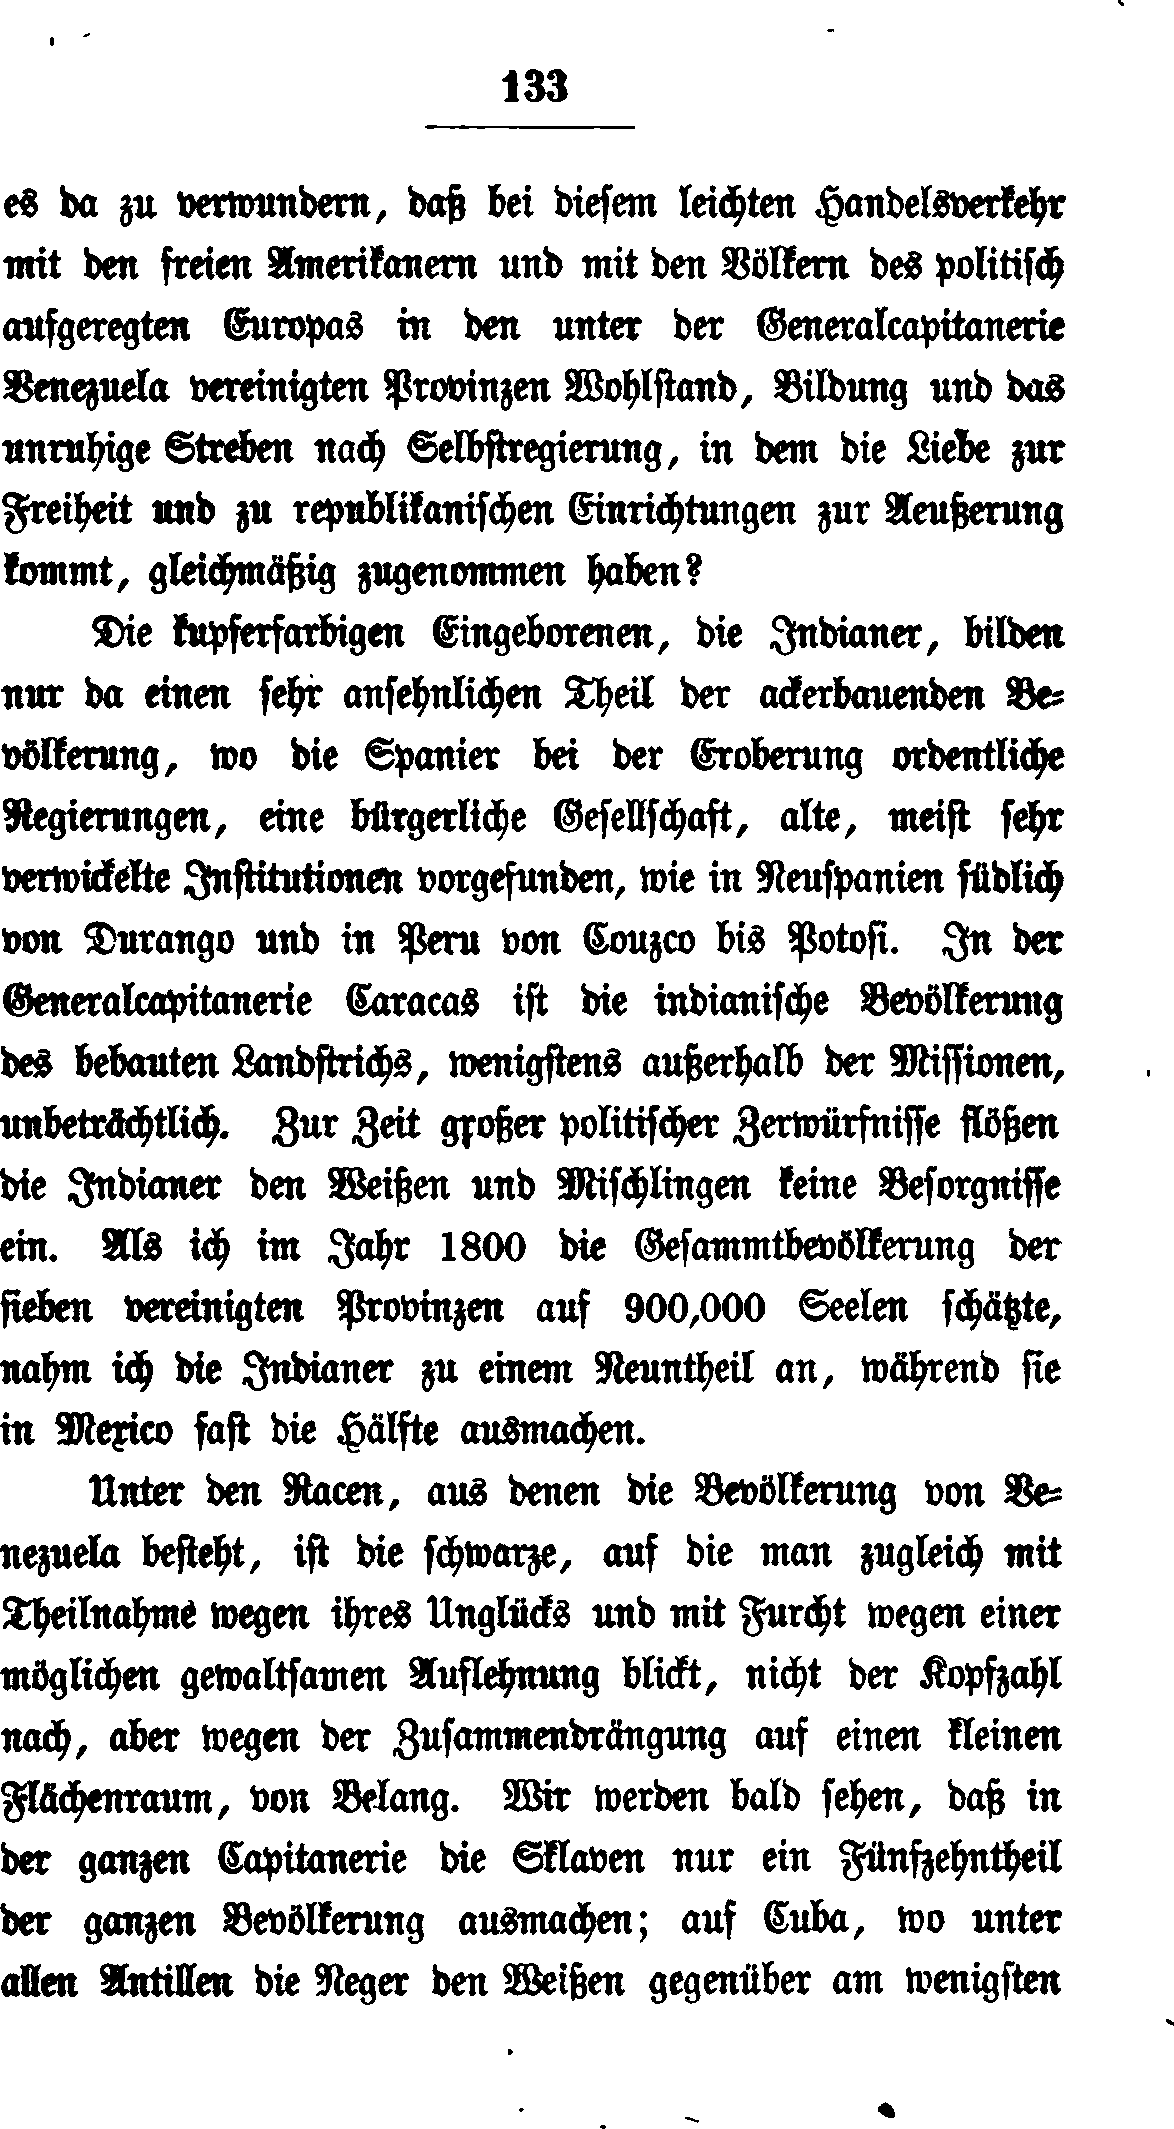 133
es da zu verwundern, daß bei diesem leichten Handelsverkehr
mit den freien Amerikanern und mit den Völkern des politisch
aufgeregten Europas in den unter der Generalcapitanerie
Venezuela vereinigten Provinzen Wohlstand, Bildung und das
unruhige Streben nach Selbstregierung, in dem die Liebe zur
Freiheit und zu republikanischen Einrichtungen zur Aeußerung
kommt, gleichmäßig zugenommen haben?
Die kupferfarbigen Eingeborenen, die Indianer, bilden
nur da einen sehr ansehnlichen Theil der ackerbauenden Be-
völkerung, wo die Spanier bei der Eroberung ordentliche
Regierungen, eine bürgerliche Gesellschaft, alte, meist sehr
verwickelte Institutionen vorgefunden, wie in Neuspanien südlich
von Durango und in Peru von Couzco bis Potosi. In der
Generalcapitanerie Caracas ist die indianische Bevölkerung
des bebauten Landstrichs, wenigstens außerhalb der Missionen,
unbeträchtlich. Zur Zeit großer politischer Zerwürfnisse flößen
die Indianer den Weißen und Mischlingen keine Besorgnisse
ein. Als ich im Jahr 1800 die Gesammtbevölkerung der
sieben vereinigten Provinzen auf 900,000 Seelen schätzte,
nahm ich die Indianer zu einem Neuntheil an, während sie
in Mexico fast die Hälfte ausmachen.
Unter den Racen, aus denen die Bevölkerung von Ve-
nezuela besteht, ist die schwarze, auf die man zugleich mit
Theilnahme wegen ihres Unglücks und mit Furcht wegen einer
möglichen gewaltsamen Auflehnung blickt, nicht der Kopfzahl
nach, aber wegen der Zusammendrängung auf einen kleinen
Flächenraum, von Belang. Wir werden bald sehen, daß in
der ganzen Capitanerie die Sklaven nur ein Fünfzehntheil
der ganzen Bevölkerung ausmachen; auf Cuba, wo unter
allen Antillen die Neger den Weißen gegenüber am wenigsten